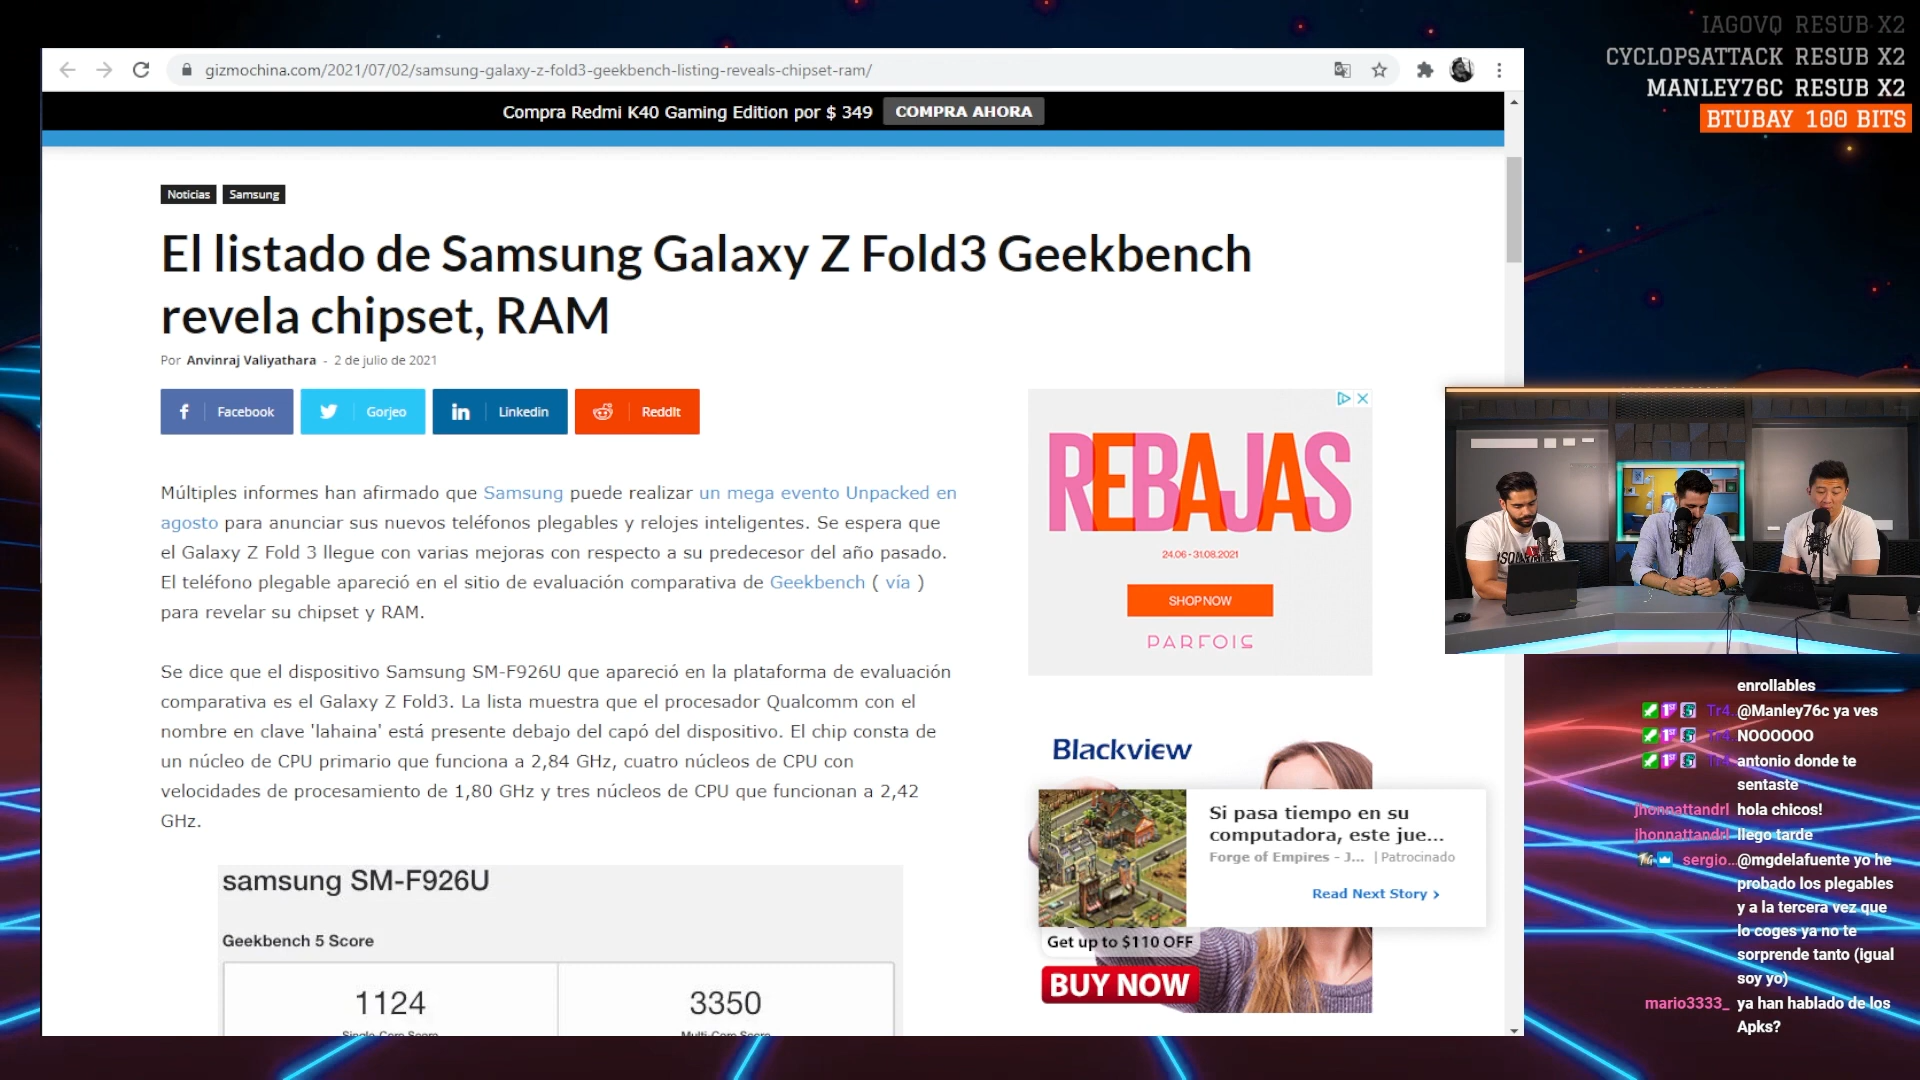 IAGOVQ RESUB X2
CYCLOPSATTACK RESUB X2
MANLEY76C RESUB X2
BTUBAY 100 BITS
gizmochina.com/2021/07/02/samsung-galaxy-z-fold3-geekbench-listing-reveals-chipset-ram/
Compra Redmi K40 Gaming Edition por $ 349 COMPRA AHORA
Noticias Samsung
El listado de Samsung Galaxy Z Fold3 Geekbench
revela chipset, RAM
Por Anvinraj Valiyathara - 2 de julio de 2021
Facebook Gorjeo Linkedin ReddIt
Múltiples informes han afirmado que Samsung puede realizar un mega evento Unpacked en
agosto para anunciar sus nuevos teléfonos plegables y relojes inteligentes. Se espera que
el Galaxy Z Fold 3 llegue con varias mejoras con respecto a su predecesor del año pasado.
El teléfono plegable apareció en el sitio de evaluación comparativa de Geekbench ( vía )
para revelar su chipset y RAM.
Se dice que el dispositivo Samsung SM-F926U que apareció en la plataforma de evaluación
comparativa es el Galaxy Z Fold3. La lista muestra que el procesador Qualcomm con el
nombre en clave 'lahaina' está presente debajo del capó del dispositivo. El chip consta de
un núcleo de CPU primario que funciona a 2,84 GHz, cuatro núcleos de CPU con
velocidades de procesamiento de 1,80 GHz y tres núcleos de CPU que funcionan a 2,42
GHz.
samsung SM-F926U
Geekbench 5 Score
1124 3350
Single-Core Score Multi-Core Score
REBAJAS
24.06 - 31.08.2021
SHOP NOW
PARFOIS
Blackview
Si pasa tiempo en su
computadora, este jue...
Forge of Empires - J... | Patrocinado
Read Next Story >
Get up to $110 OFF
BUY NOW
enrollables
Tr4. @Manley76c ya ves
Tr4. NOOOOOO
Tr4. antonio donde te
sentaste
jhonnattandrl hola chicos!
jhonnattandrl llego tarde
sergio... @mgdelafuente yo he
probado los plegables
y a la tercera vez que
lo coges ya no te
sorprende tanto (igual
soy yo)
mario3333_ ya han hablado de los
Apks?